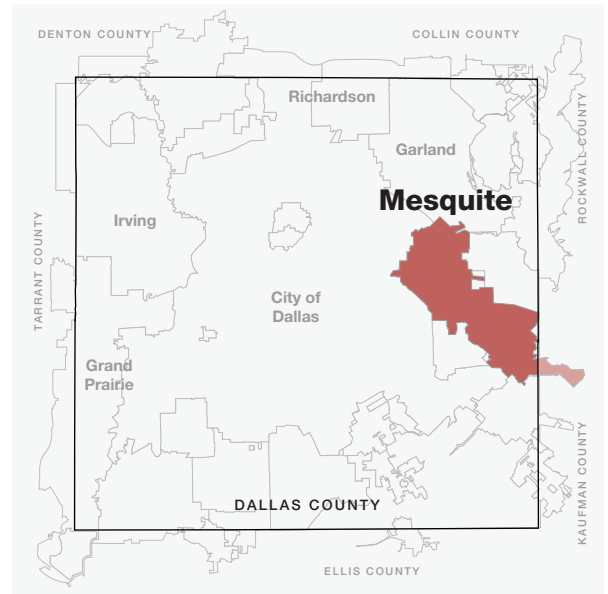 DENTON COUNTY
COLLIN COUNTY
Richardson
ROCKWALL COUNTY
Garland
Mesquite
Irving
TARRANT COUNTY
City of
Dallas
Grand
Prairie
KAUFMAN COUNTY
DALLAS COUNTY
ELLIS COUNTY